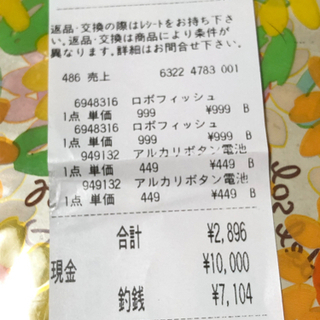 返品・交換の際はレシートをお持ち下さ
い。返品・交換は商品により条件が
異なります。詳細はお問合せ下さい。
486 売上 6322 4783 001
6948316 ロボフィッシュ
1点 単価 999 ¥999 B
6948316 ロボフィッシュ
1点 単価 999 ¥999 B
949132 アルカリボタン電池
1点 単価 449 ¥449 B
949132 アルカリボタン電池
1点 単価 449 ¥449 B
合計 ¥2,896
現金 ¥10,000
釣銭 ¥7,104